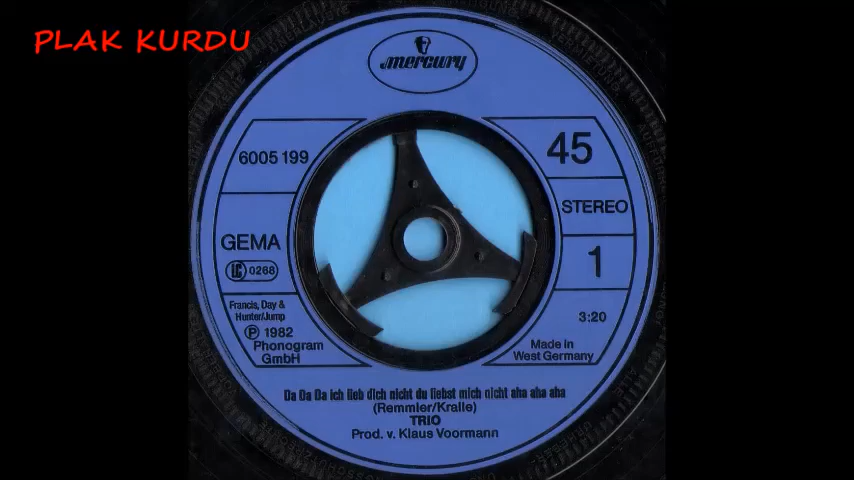 PLAK KURDU
mercury
6005 199
45
STEREO
GEMA
LC 0268
1
Francis, Day &
Hunter/Jump
℗ 1982
Phonogram
GmbH
3:20
Made in
West Germany
Da Da Da ich lieb dich nicht du liebst mich nicht aha aha aha
(Remmler/Kralle)
TRIO
Prod. v. Klaus Voormann